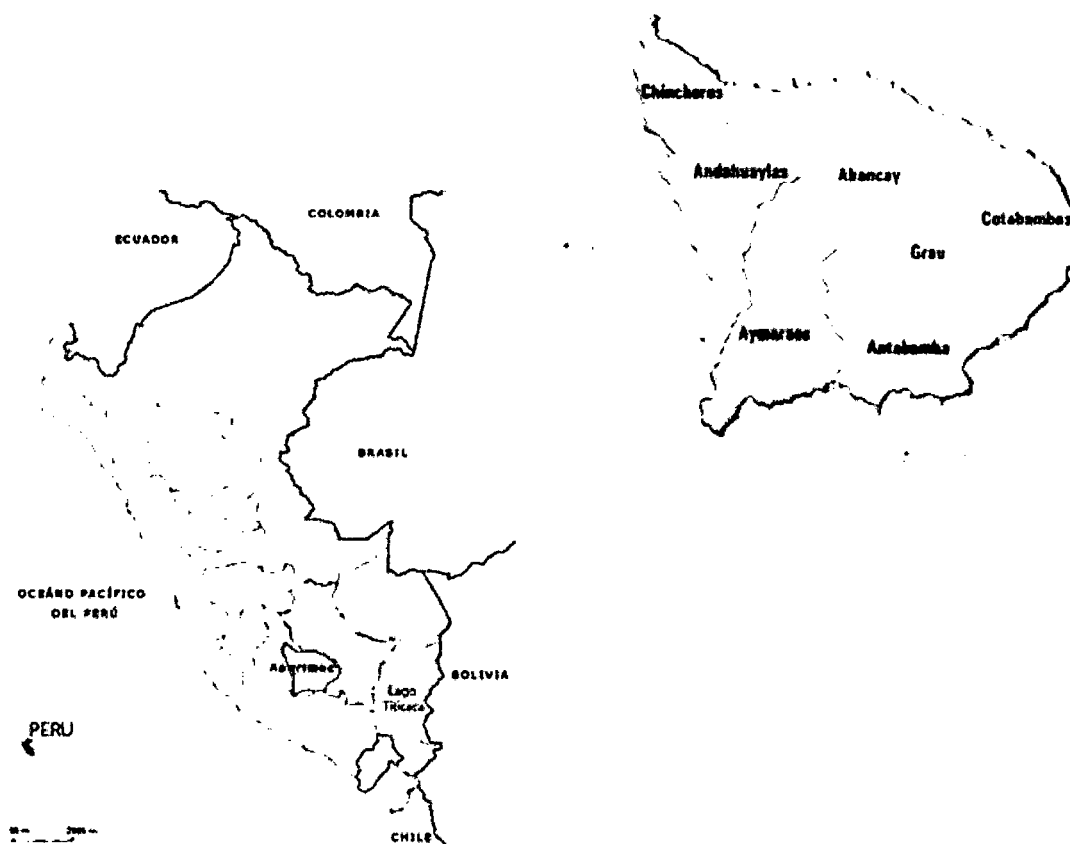 Chincheros
Andahuaylas
Abancay
Cotabambas
Grau
Aymaraes
Antabamba
COLOMBIA
ECUADOR
BRASIL
OCEÁNO PACÍFICO
DEL PERÚ
Apurímac
BOLIVIA
Lago
Titicaca
PERU
CHILE